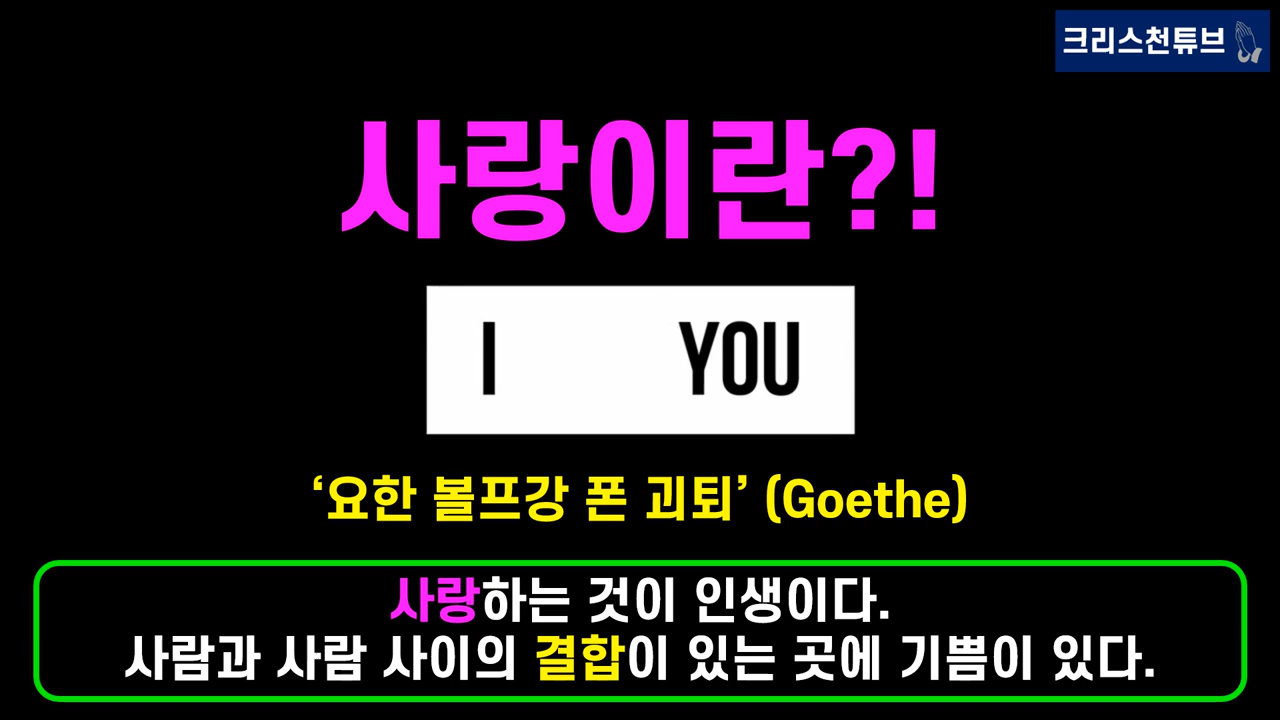 크리스천튜브
사랑이란?!
I YOU
‘요한 볼프강 폰 괴퇴’ (Goethe)
사랑하는 것이 인생이다.
사람과 사람 사이의 결합이 있는 곳에 기쁨이 있다.